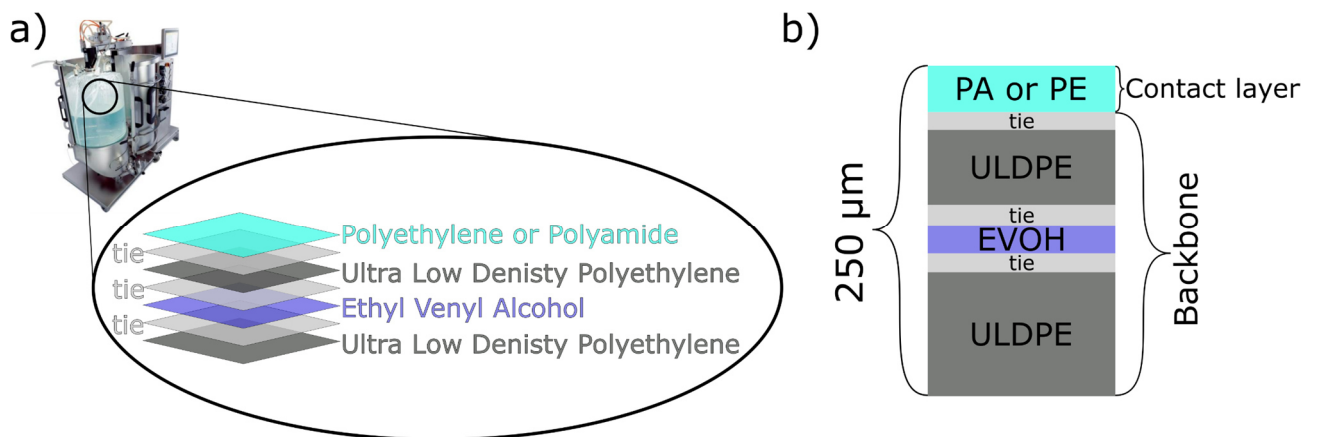 a)
Polyethylene or Polyamide
tie
Ultra Low Denisty Polyethylene
tie
Ethyl Venyl Alcohol
tie
Ultra Low Denisty Polyethylene
b)
250 μm
PA or PE
Contact layer
tie
ULDPE
tie
EVOH
tie
ULDPE
Backbone